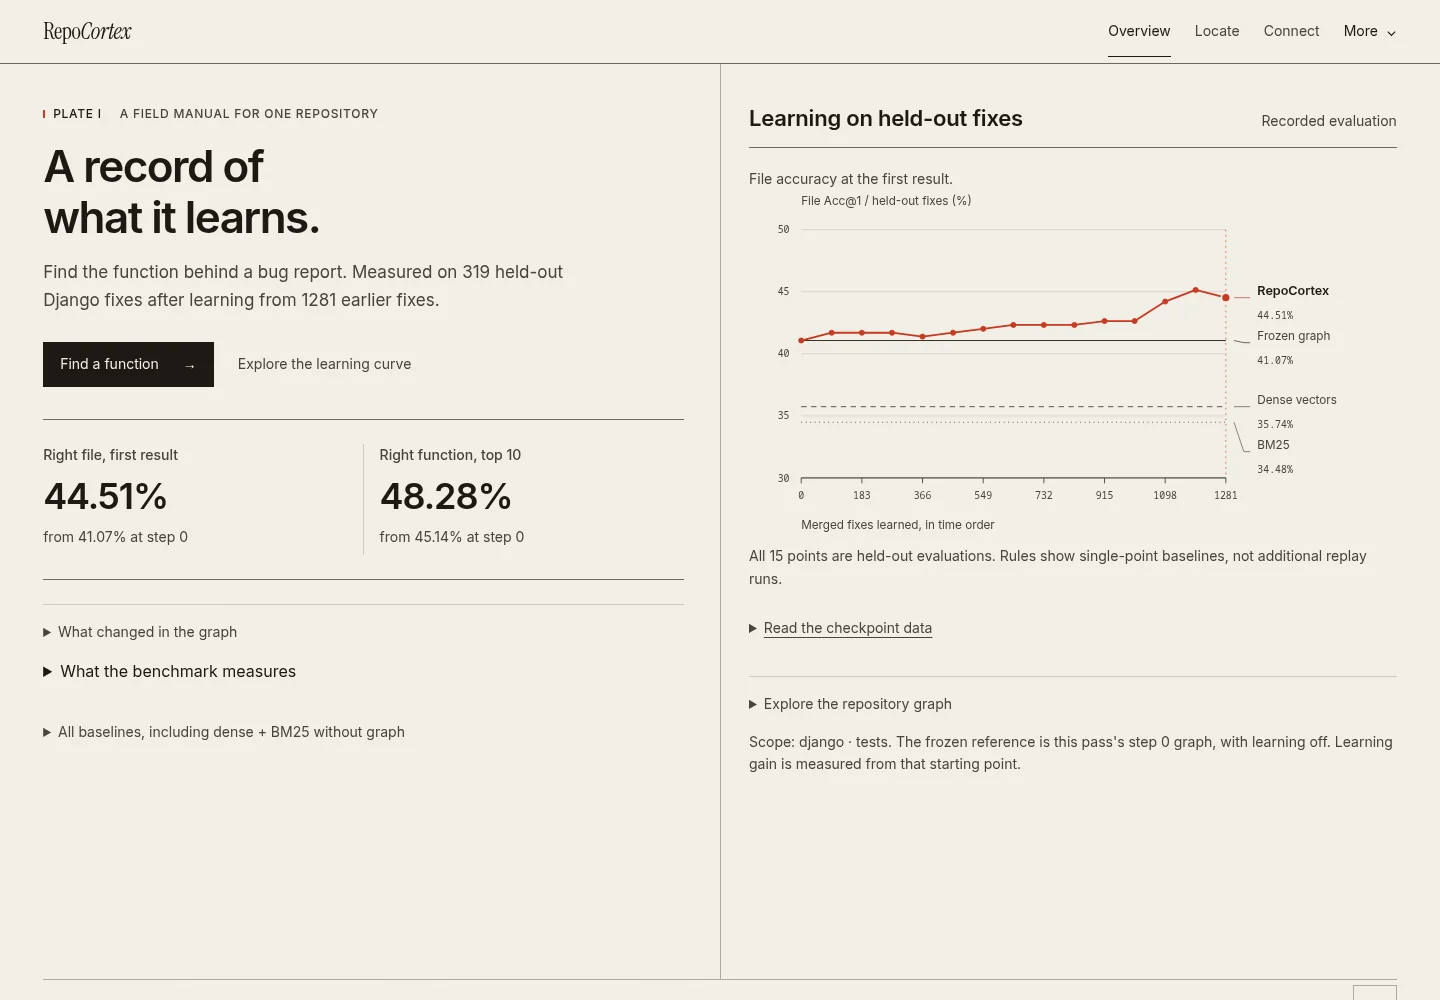 RepoCortex
Overview
Locate
Connect
More
PLATE I A FIELD MANUAL FOR ONE REPOSITORY
A record of
what it learns.
Find the function behind a bug report. Measured on 319 held-out
Django fixes after learning from 1281 earlier fixes.
Find a function →
Explore the learning curve
Right file, first result
44.51%
from 41.07% at step 0
Right function, top 10
48.28%
from 45.14% at step 0
What changed in the graph
What the benchmark measures
All baselines, including dense + BM25 without graph
Learning on held-out fixes
Recorded evaluation
File accuracy at the first result.
File Acc@1 / held-out fixes (%)
50
45
40
35
30
0 183 366 549 732 915 1098 1281
RepoCortex
44.51%
Frozen graph
41.07%
Dense vectors
35.74%
BM25
34.48%
Merged fixes learned, in time order
All 15 points are held-out evaluations. Rules show single-point baselines, not additional replay
runs.
Read the checkpoint data
Explore the repository graph
Scope: django · tests. The frozen reference is this pass's step 0 graph, with learning off. Learning
gain is measured from that starting point.